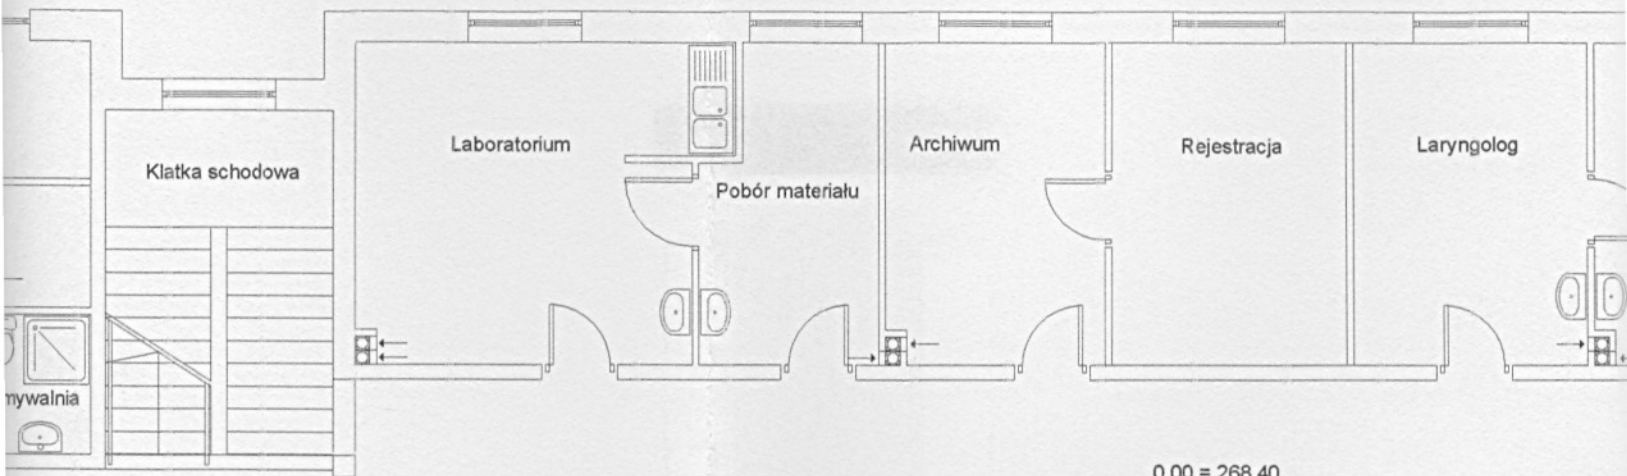 Klatka schodowa
Laboratorium
Pobór materiału
Archiwum
Rejestracja
Laryngolog
mywalnia
0.00 = 268.40